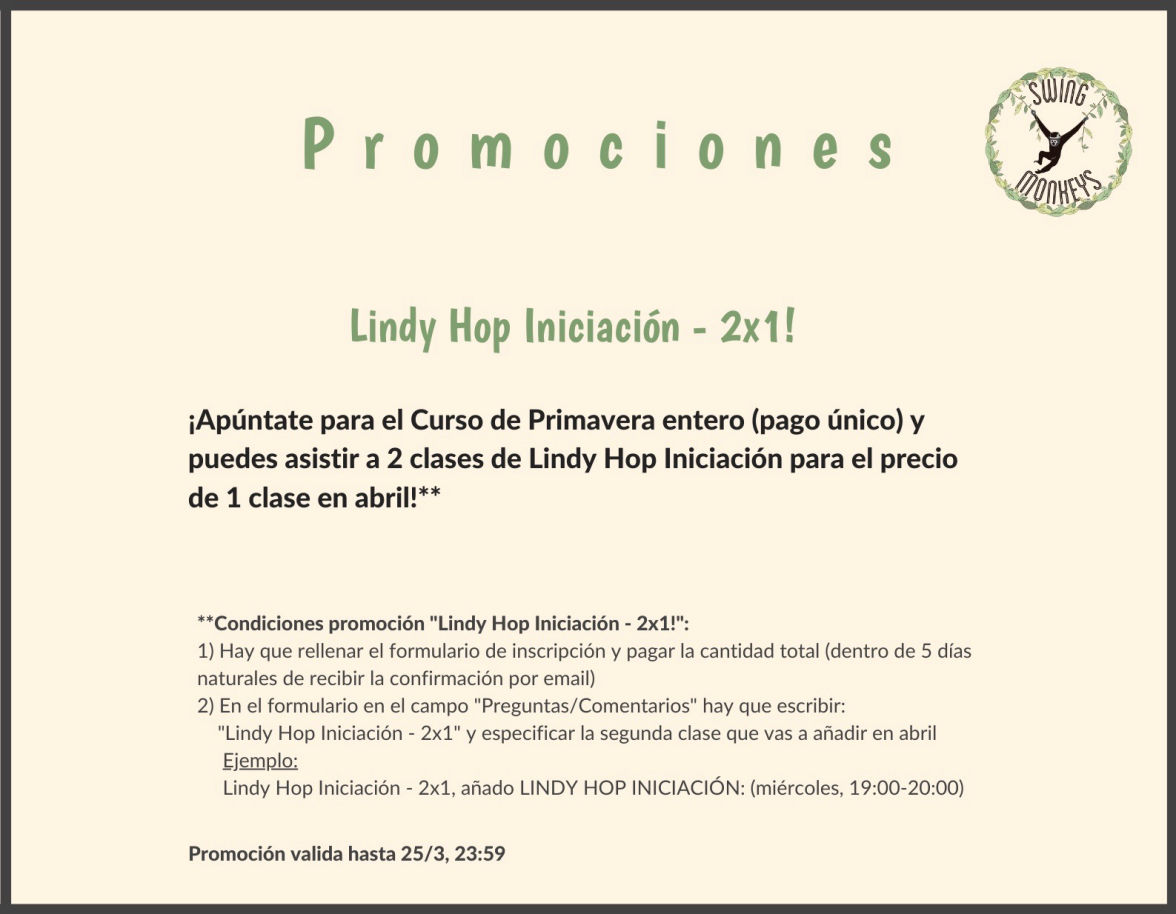 Promociones
SWING
MONKEYS
Lindy Hop Iniciación - 2x1!
¡Apúntate para el Curso de Primavera entero (pago único) y
puedes asistir a 2 clases de Lindy Hop Iniciación para el precio
de 1 clase en abril!**
**Condiciones promoción "Lindy Hop Iniciación - 2x1!":
1) Hay que rellenar el formulario de inscripción y pagar la cantidad total (dentro de 5 días
naturales de recibir la confirmación por email)
2) En el formulario en el campo "Preguntas/Comentarios" hay que escribir:
"Lindy Hop Iniciación - 2x1" y especificar la segunda clase que vas a añadir en abril
Ejemplo:
Lindy Hop Iniciación - 2x1, añado LINDY HOP INICIACIÓN: (miércoles, 19:00-20:00)
Promoción valida hasta 25/3, 23:59